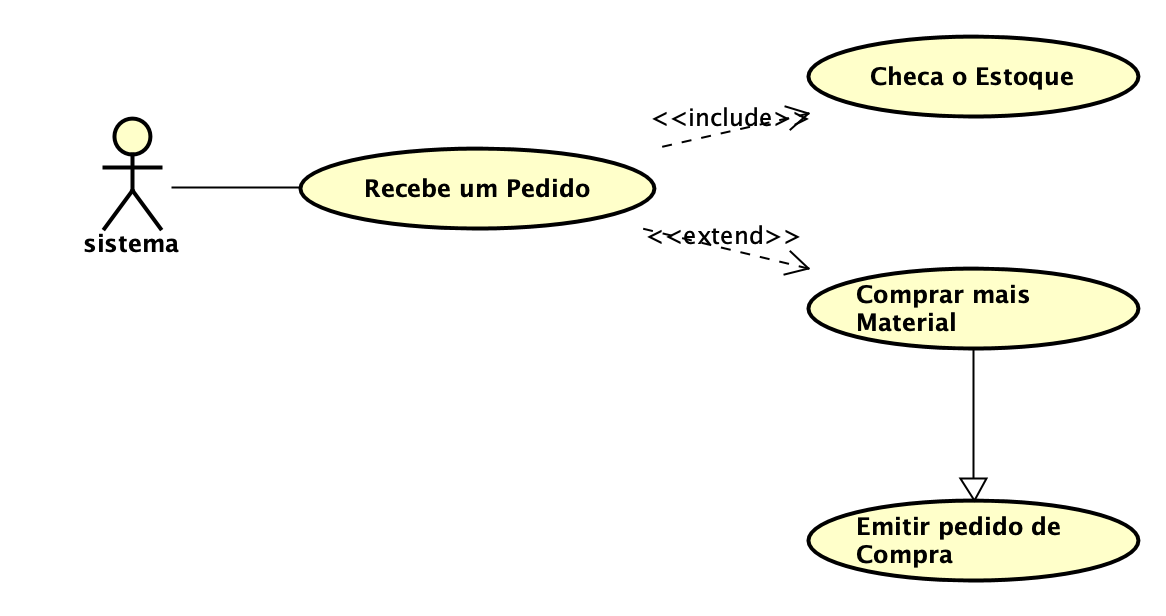 Checa o Estoque
<<include>>
Recebe um Pedido
sistema
<<extend>>
Comprar mais
Material
Emitir pedido de
Compra